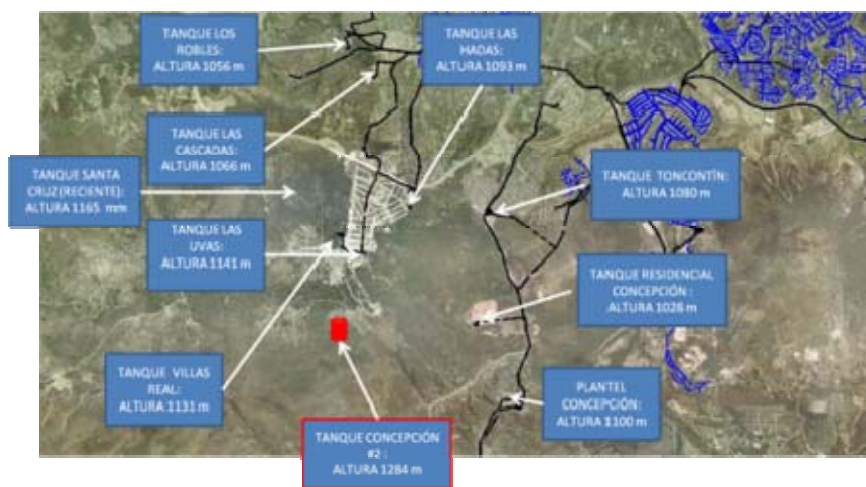 TANQUE LOS
ROBLES:
ALTURA 1056 m
TANQUE LAS
HADAS:
ALTURA 1093 m
TANQUE LAS
CASCADAS:
ALTURA 1066 m
TANQUE SANTA
CRUZ (RECIENTE):
ALTURA 1165 mm
TANQUE TONCONTÍN:
ALTURA 1080 m
TANQUE LAS
UVAS:
ALTURA 1141 m
TANQUE RESIDENCIAL
CONCEPCIÓN :
ALTURA 1028 m
TANQUE VILLAS
REAL:
ALTURA 1131 m
PLANTEL
CONCEPCIÓN:
ALTURA 1100 m
TANQUE CONCEPCIÓN
#2 :
ALTURA 1284 m